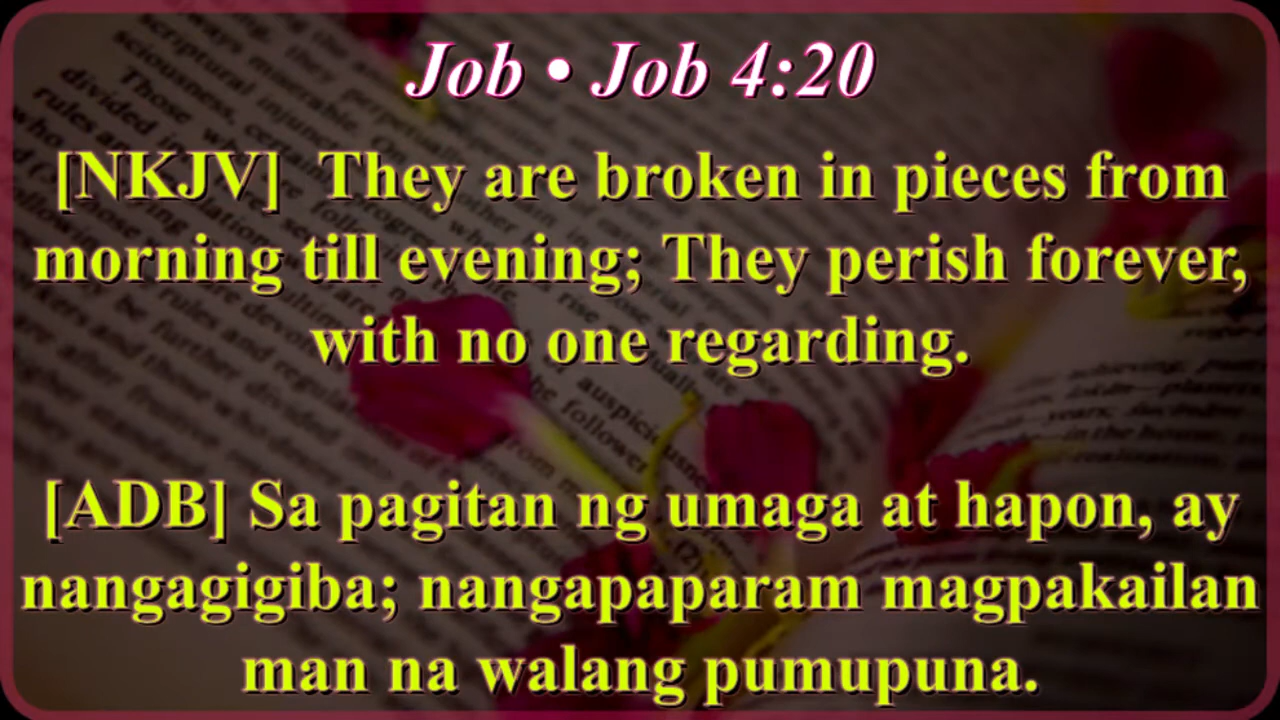 Job • Job 4:20
[NKJV] They are broken in pieces from
morning till evening; They perish forever,
with no one regarding.
[ADB] Sa pagitan ng umaga at hapon, ay
nangagigiba; nangapaparam magpakailan
man na walang pumupuna.